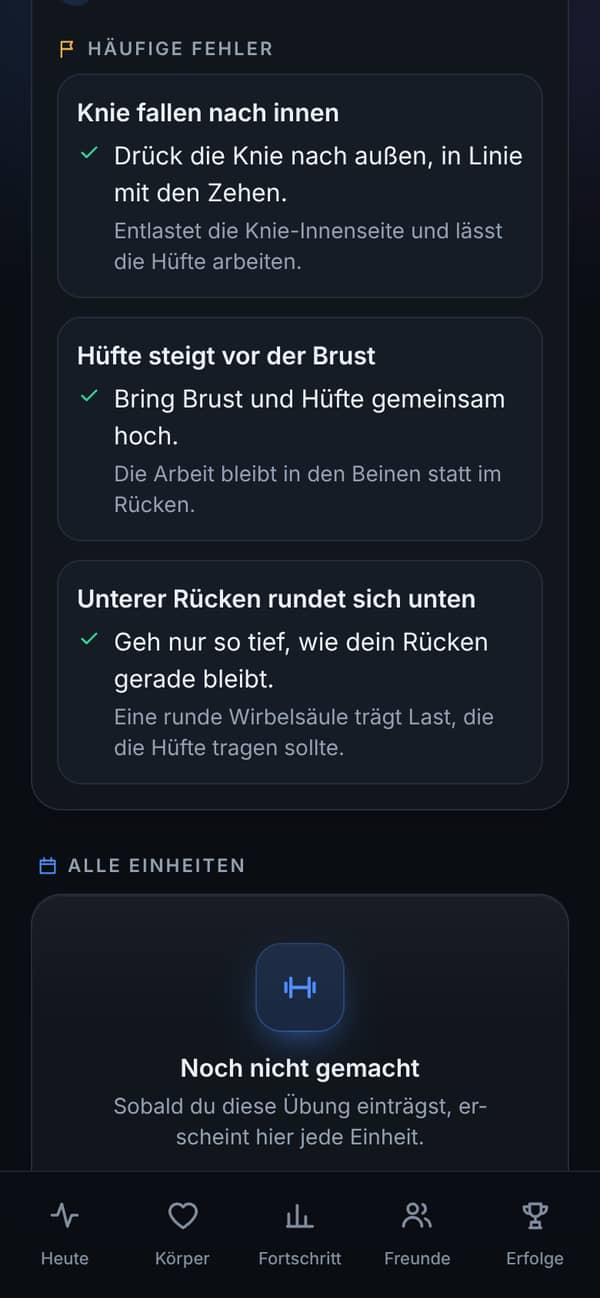 HÄUFIGE FEHLER
Knie fallen nach innen
Drück die Knie nach außen, in Linie
mit den Zehen.
Entlastet die Knie-Innenseite und lässt
die Hüfte arbeiten.
Hüfte steigt vor der Brust
Bring Brust und Hüfte gemeinsam
hoch.
Die Arbeit bleibt in den Beinen statt im
Rücken.
Unterer Rücken rundet sich unten
Geh nur so tief, wie dein Rücken
gerade bleibt.
Eine runde Wirbelsäule trägt Last, die
die Hüfte tragen sollte.
ALLE EINHEITEN
Noch nicht gemacht
Sobald du diese Übung einträgst, er-
scheint hier jede Einheit.
Heute Körper Fortschritt Freunde Erfolge